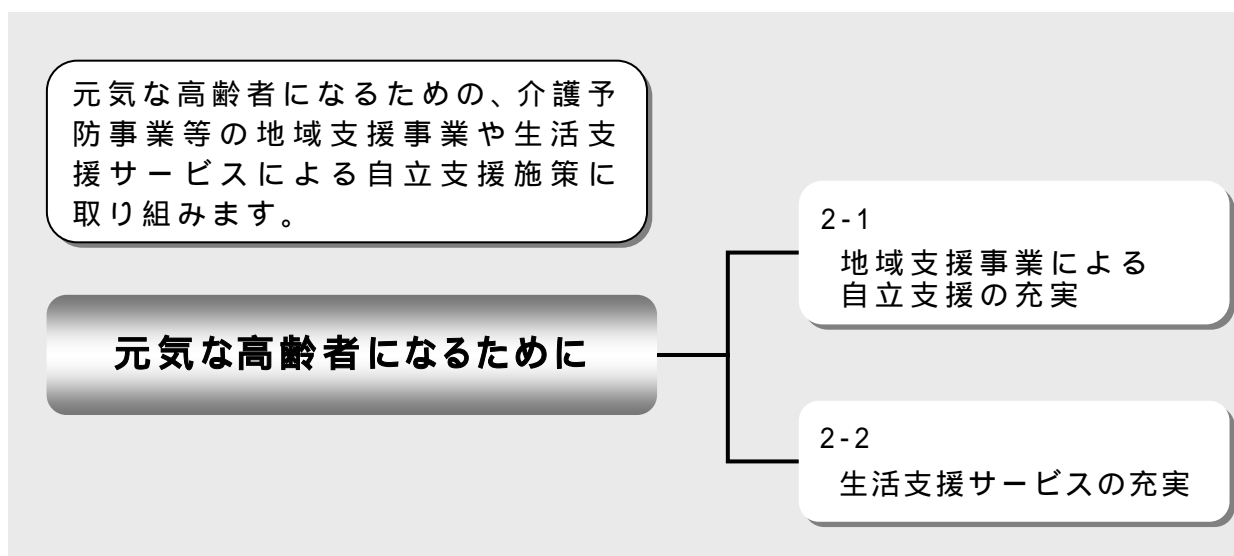 元気な高齢者になるための、介護予
防事業等の地域支援事業や生活支
援サービスによる自立支援施策に
取り組みます。
元気な高齢者になるために
2-1
地域支援事業による
自立支援の充実
2-2
生活支援サービスの充実